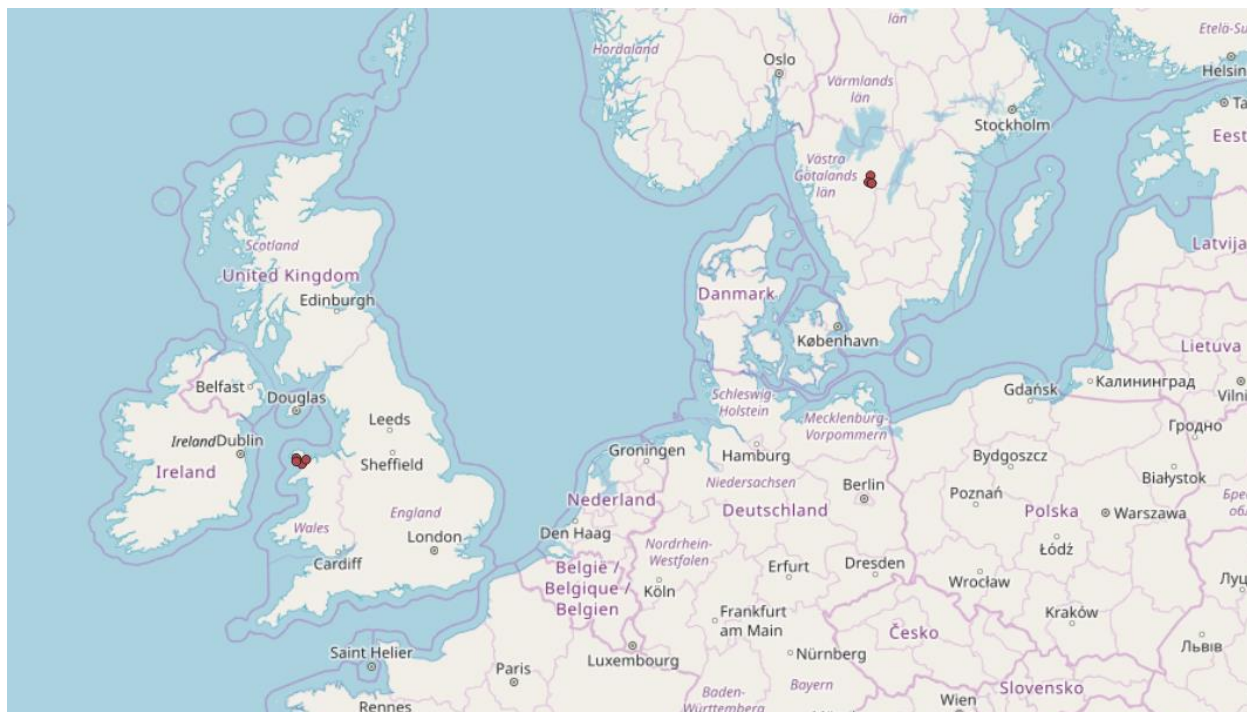 län
Etelä-Su
Hordaland
Oslo
Helsin
Värmlands
län
Ta
Stockholm
Eest
Västra
Götalands
län
Scotland
Latvija
United Kingdom
Danmark
Edinburgh
København
Lietuva
Belfast
Gdańsk
Калининград
Douglas
Schleswig-
Holstein
Viln
Mecklenburg-
Vorpommern
Leeds
Гродно
Ireland
Dublin
Groningen
Hamburg
Bydgoszcz
Sheffield
Ireland
Białystok
Niedersachsen
Berlin
Nederland
Poznań
Deutschland
Polska
Warszawa
England
Wales
Den Haag
London
Nordrhein-
Westfalen
Łódź
Cardiff
België /
Belgique /
Belgien
Erfurt
Dresden
Wrocław
Köln
Луц
Frankfurt
am Main
Kraków
Česko
Львів
Saint Helier
Nürnberg
Luxembourg
Paris
Slovensko
Baden-
Württemberg
Bayern
Wien
Rennes